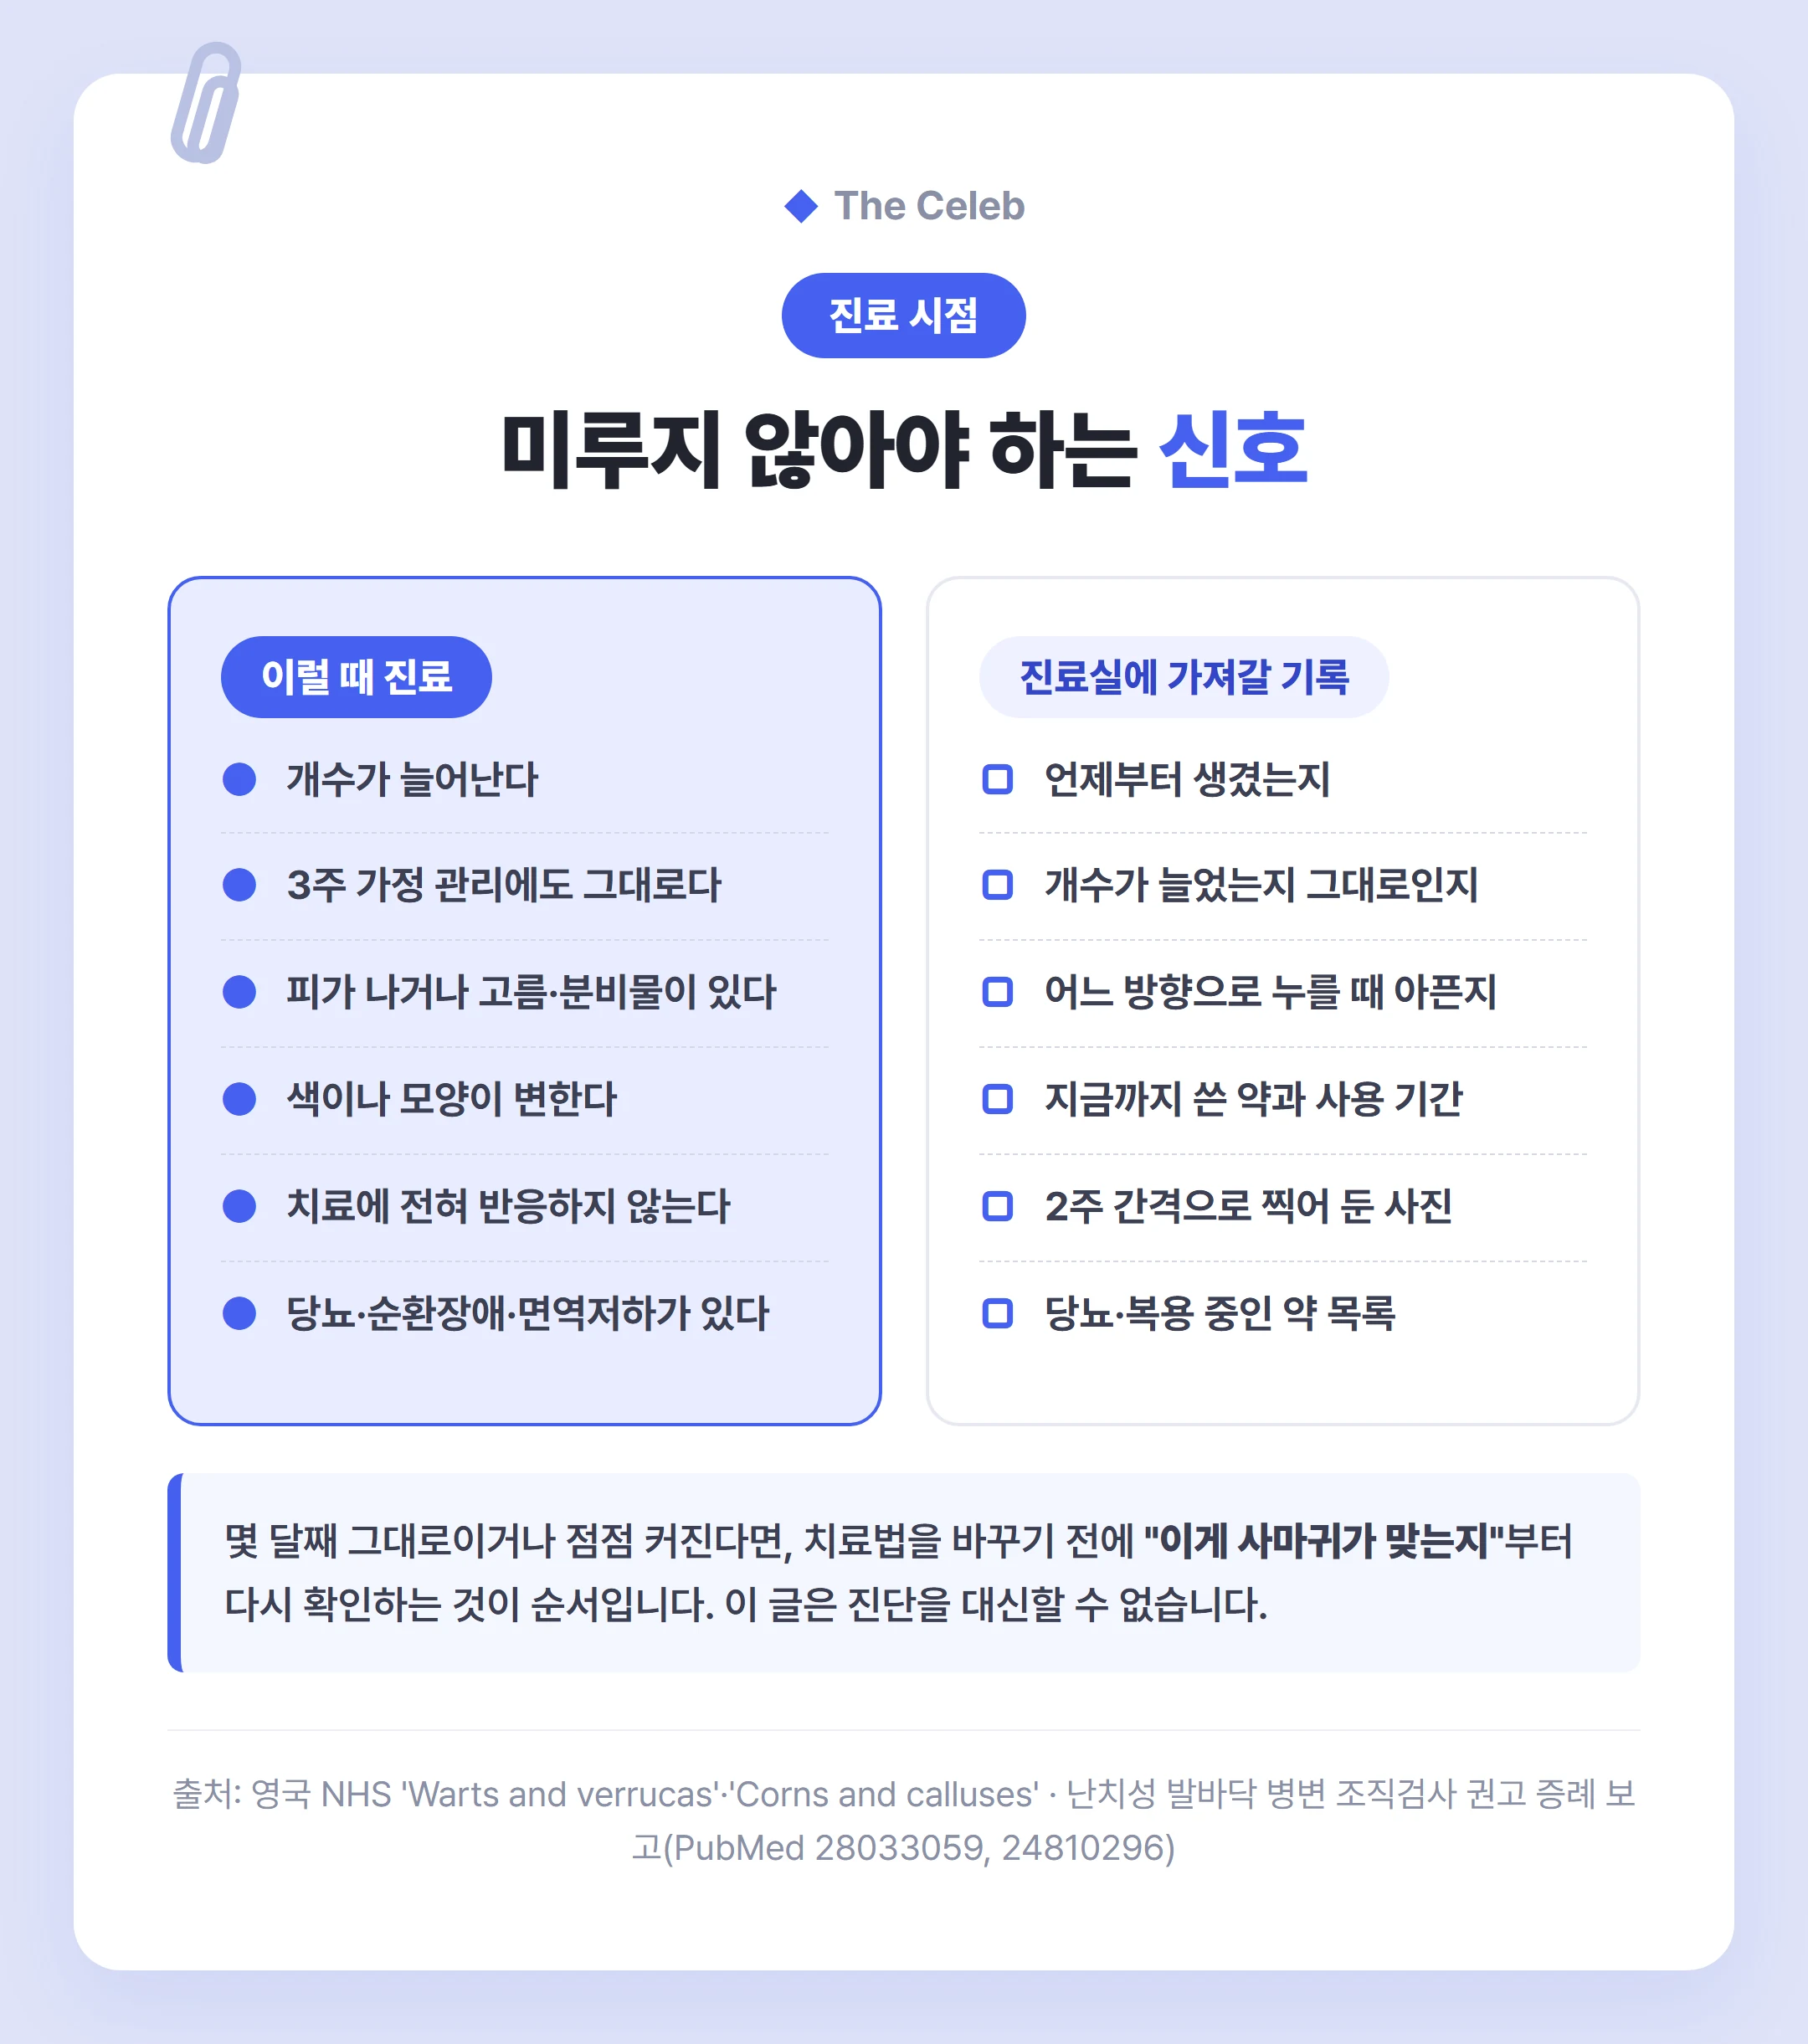 The Celeb
진료 시점
미루지 않아야 하는 신호
이럴 때 진료
개수가 늘어난다
3주 가정 관리에도 그대로다
피가 나거나 고름·분비물이 있다
색이나 모양이 변한다
치료에 전혀 반응하지 않는다
당뇨·순환장애·면역저하가 있다
진료실에 가져갈 기록
언제부터 생겼는지
개수가 늘었는지 그대로인지
어느 방향으로 누를 때 아픈지
지금까지 쓴 약과 사용 기간
2주 간격으로 찍어 둔 사진
당뇨·복용 중인 약 목록
몇 달째 그대로이거나 점점 커진다면, 치료법을 바꾸기 전에 "이게 사마귀가 맞는지"부터
다시 확인하는 것이 순서입니다. 이 글은 진단을 대신할 수 없습니다.
출처: 영국 NHS 'Warts and verrucas'·'Corns and calluses' · 난치성 발바닥 병변 조직검사 권고 증례 보
고(PubMed 28033059, 24810296)